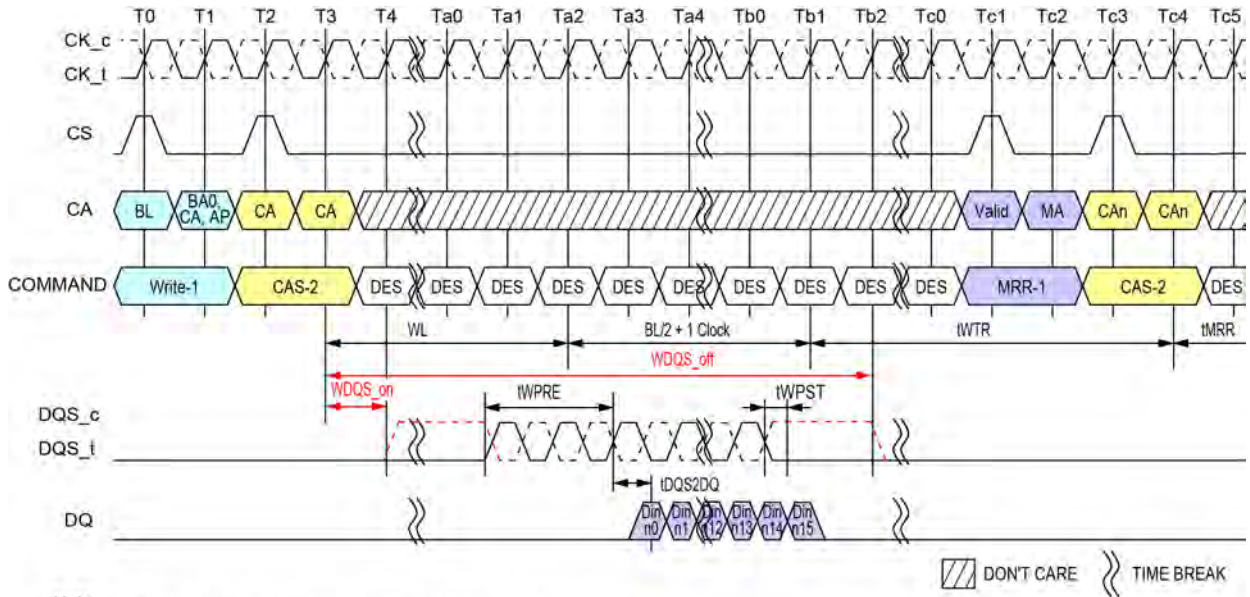 T0 T1 T2 T3 T4 Ta0 Ta1 Ta2 Ta3 Ta4 Tb0 Tb1 Tb2 Tc0 Tc1 Tc2 Tc3 Tc4 Tc5
CK_c
CK_t
CS
CA BL BA0, CA, AP CA CA Valid MA CAn CAn
COMMAND Write-1 CAS-2 DES DES DES DES DES DES DES DES DES DES MRR-1 CAS-2 DES
WL BL/2 + 1 Clock tWTR tMRR
WDQS_off
WDQS_on tWPRE tWPST
DQS_c
DQS_t
tDQS2DQ
DQ Din n0 Din n1 Din n12 Din n13 Din n14 Din n15
DON'T CARE TIME BREAK